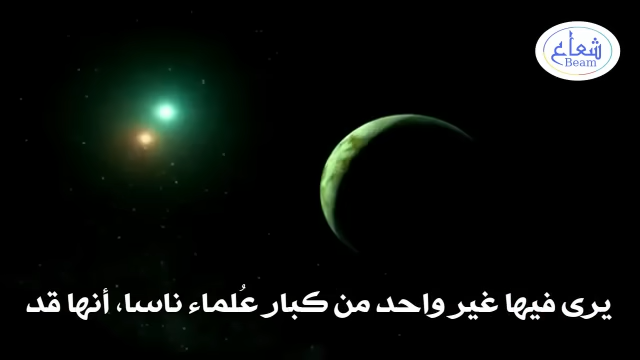 شعاع
Beam
يرى فيها غير واحد من كبار عُلماء ناسا، أنها قد